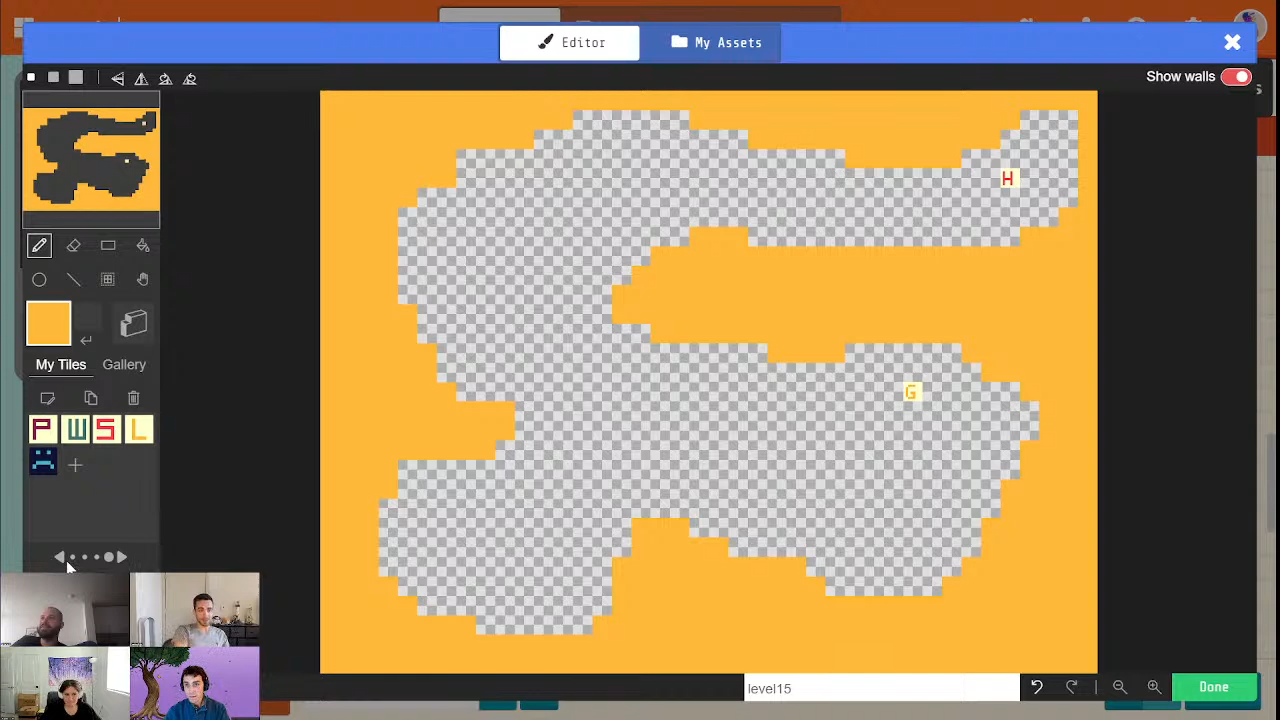 Editor
My Assets
Show walls
H
My Tiles
Gallery
G
P W S L
level15
Done